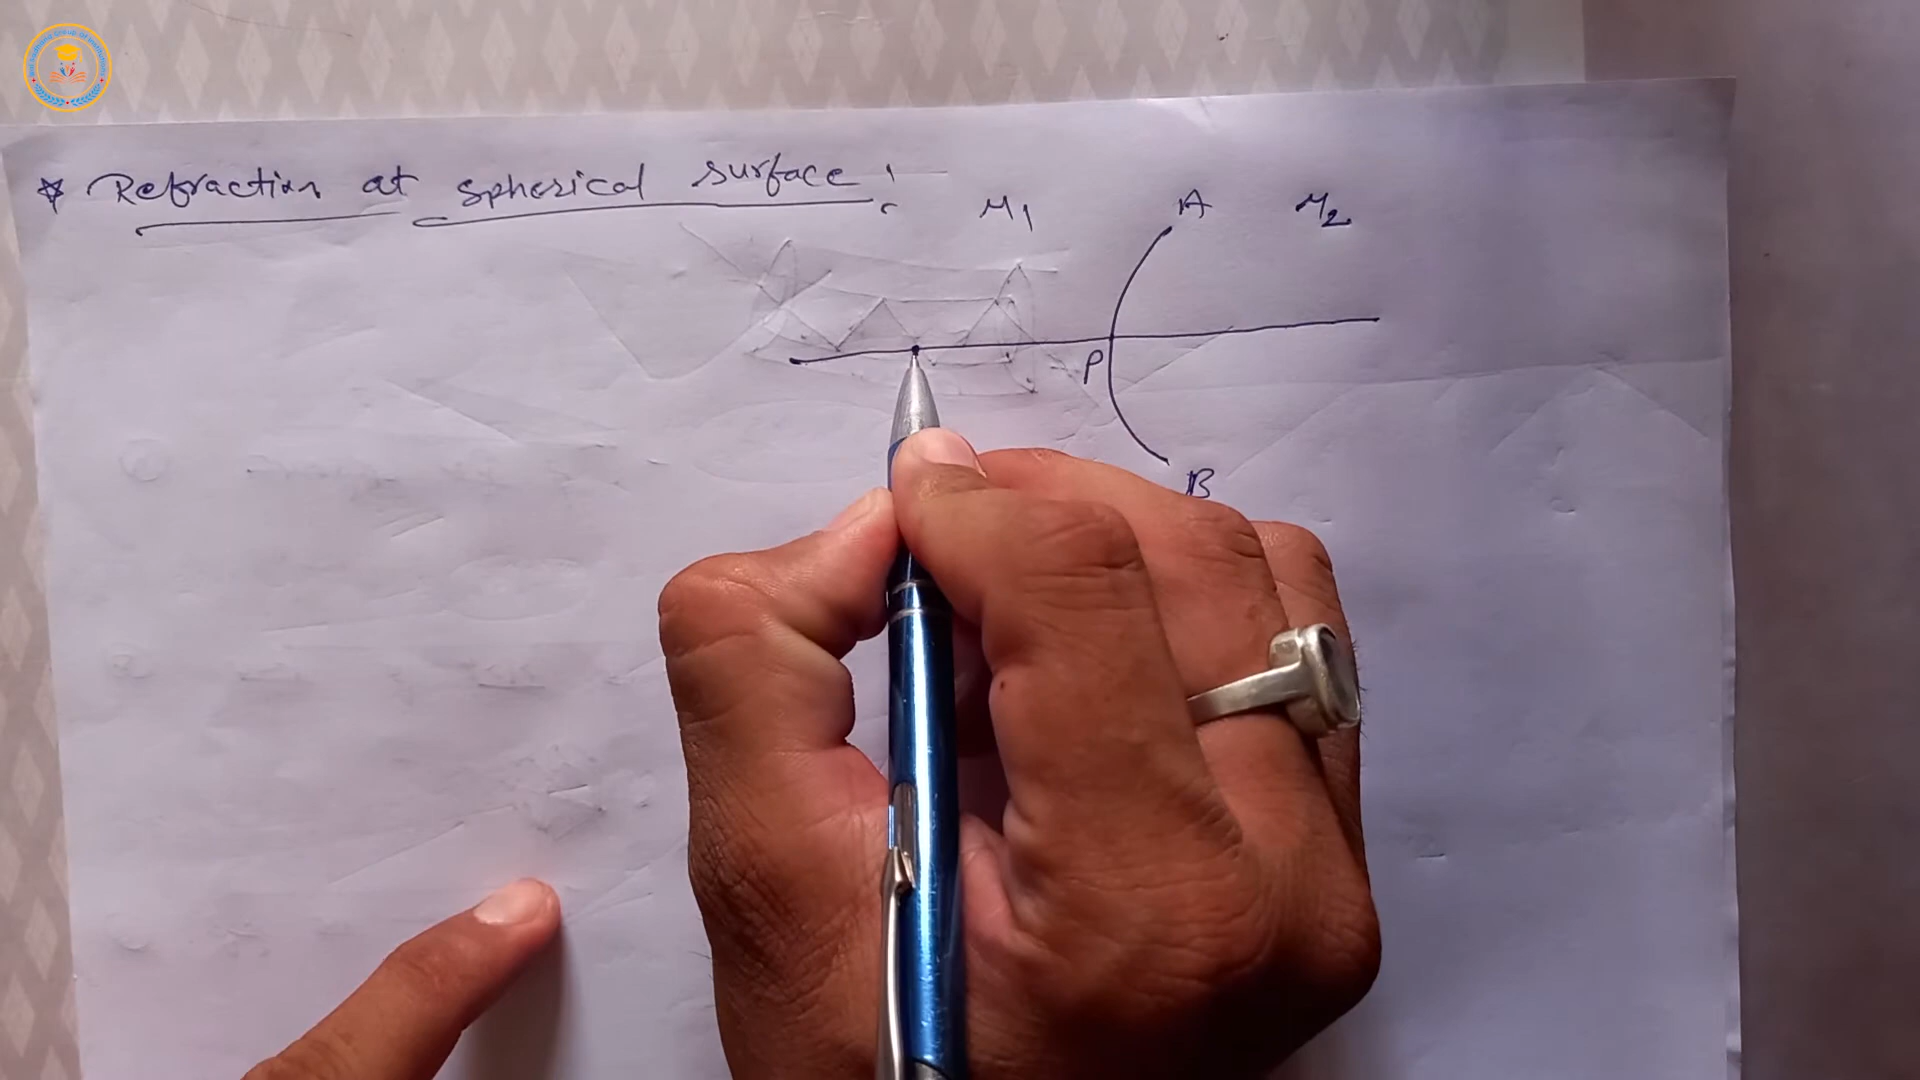 * Refraction at spherical surface :
μ1
A
μ2
P
B